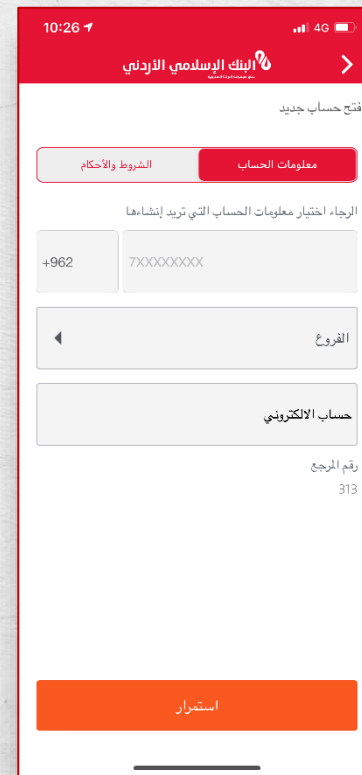 10:26
4G
البنك الإسلامي الأردني
فتح حساب جديد
معلومات الحساب
الشروط والأحكام
الرجاء اختيار معلومات الحساب التي تريد إنشاءها
+962
7XXXXXXXX
الفروع
حساب الالكتروني
رقم المرجع
313
استمرار